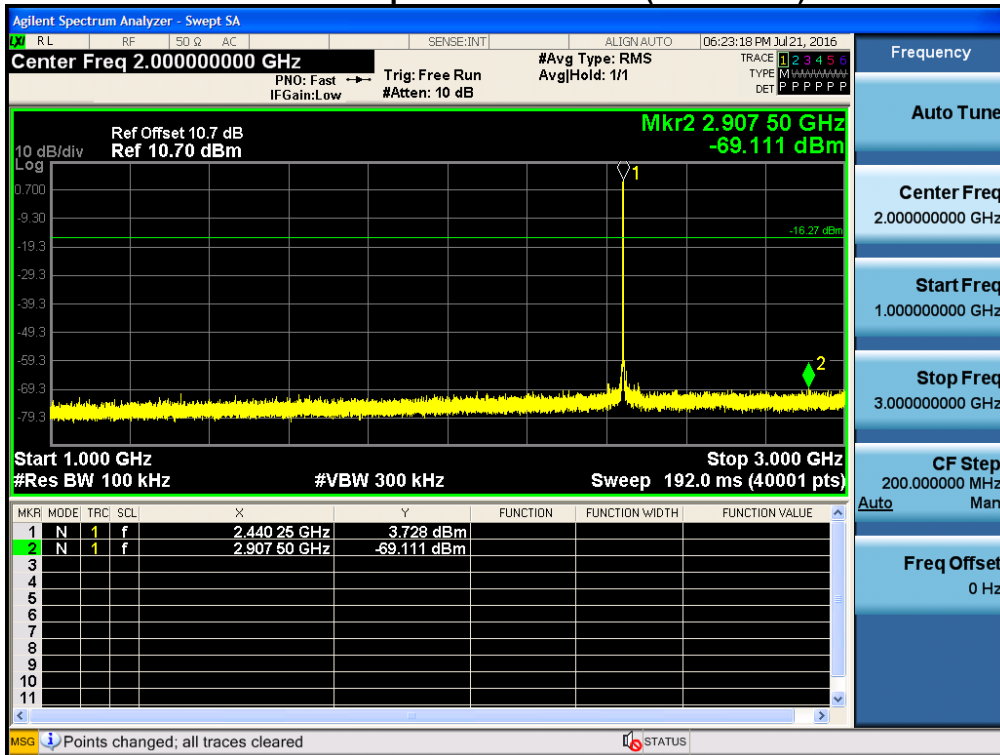 Agilent Spectrum Analyzer - Swept SA
LXI RL RF 50 Ω AC SENSE:INT ALIGN AUTO 06:23:18 PM Jul 21, 2016
Center Freq 2.000000000 GHz #Avg Type: RMS TRACE 1 2 3 4 5 6
PNO: Fast Trig: Free Run Avg|Hold: 1/1 TYPE M WWWWW
IFGain:Low #Atten: 10 dB DET P P P P P P
Mkr2 2.907 50 GHz
Ref Offset 10.7 dB
10 dB/div Ref 10.70 dBm -69.111 dBm
Log
1
0.700
-9.30
-16.27 dBm
-19.3
-29.3
-39.3
-49.3
-59.3
2
-69.3
-79.3
Start 1.000 GHz Stop 3.000 GHz
#Res BW 100 kHz #VBW 300 kHz Sweep 192.0 ms (40001 pts)
MKR MODE TRC SCL X Y FUNCTION FUNCTION WIDTH FUNCTION VALUE
1 N 1 f 2.440 25 GHz 3.728 dBm
2 N 1 f 2.907 50 GHz -69.111 dBm
3
4
5
6
7
8
9
10
11
MSG Points changed; all traces cleared STATUS
Frequency
Auto Tune
Center Freq
2.000000000 GHz
Start Freq
1.000000000 GHz
Stop Freq
3.000000000 GHz
CF Step
200.000000 MHz
Auto Man
Freq Offset
0 Hz